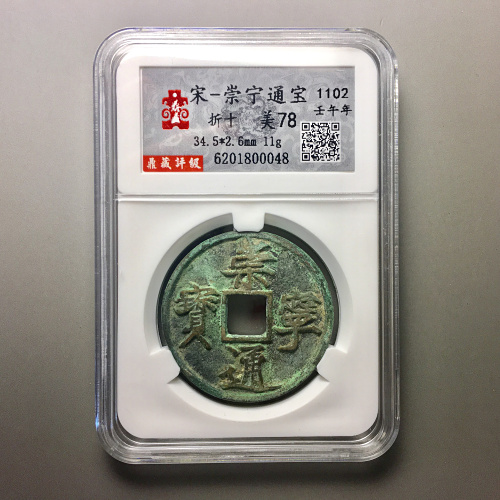 宋-崇宁通宝 1102
壬午年
折十 美78
34.5*2.6mm 11g
鼎藏評級 6201800048
崇
寧
通
寳